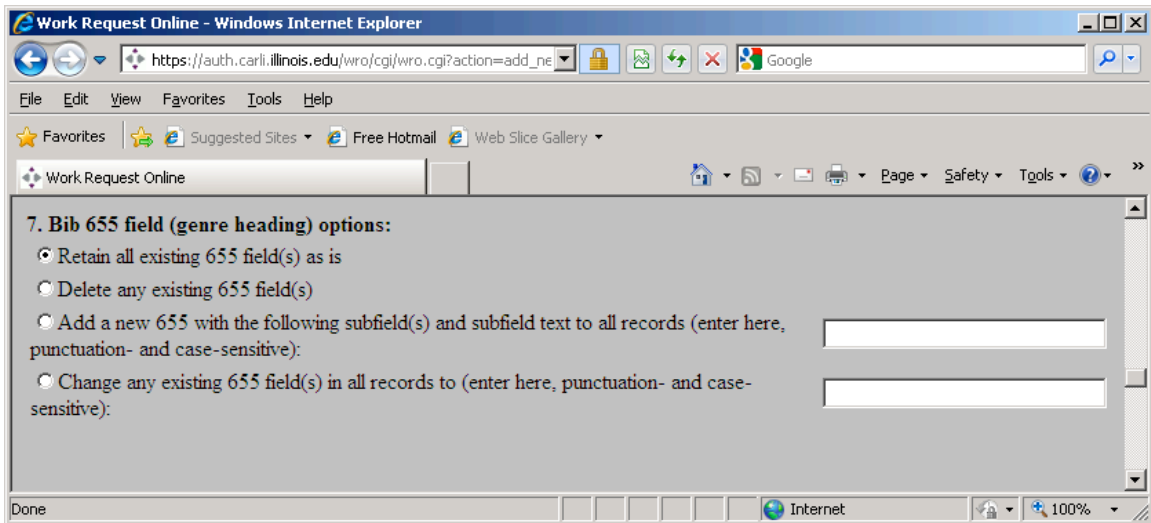 Work Request Online - Windows Internet Explorer
https://auth.carli.illinois.edu/wro/cgi/wro.cgi?action=add_ne
Google
File Edit View Favorites Tools Help
Favorites Suggested Sites Free Hotmail Web Slice Gallery
Work Request Online Page Safety Tools »
7. Bib 655 field (genre heading) options:
Retain all existing 655 field(s) as is
Delete any existing 655 field(s)
Add a new 655 with the following subfield(s) and subfield text to all records (enter here,
punctuation- and case-sensitive):
Change any existing 655 field(s) in all records to (enter here, punctuation- and case-
sensitive):
Done Internet 100%